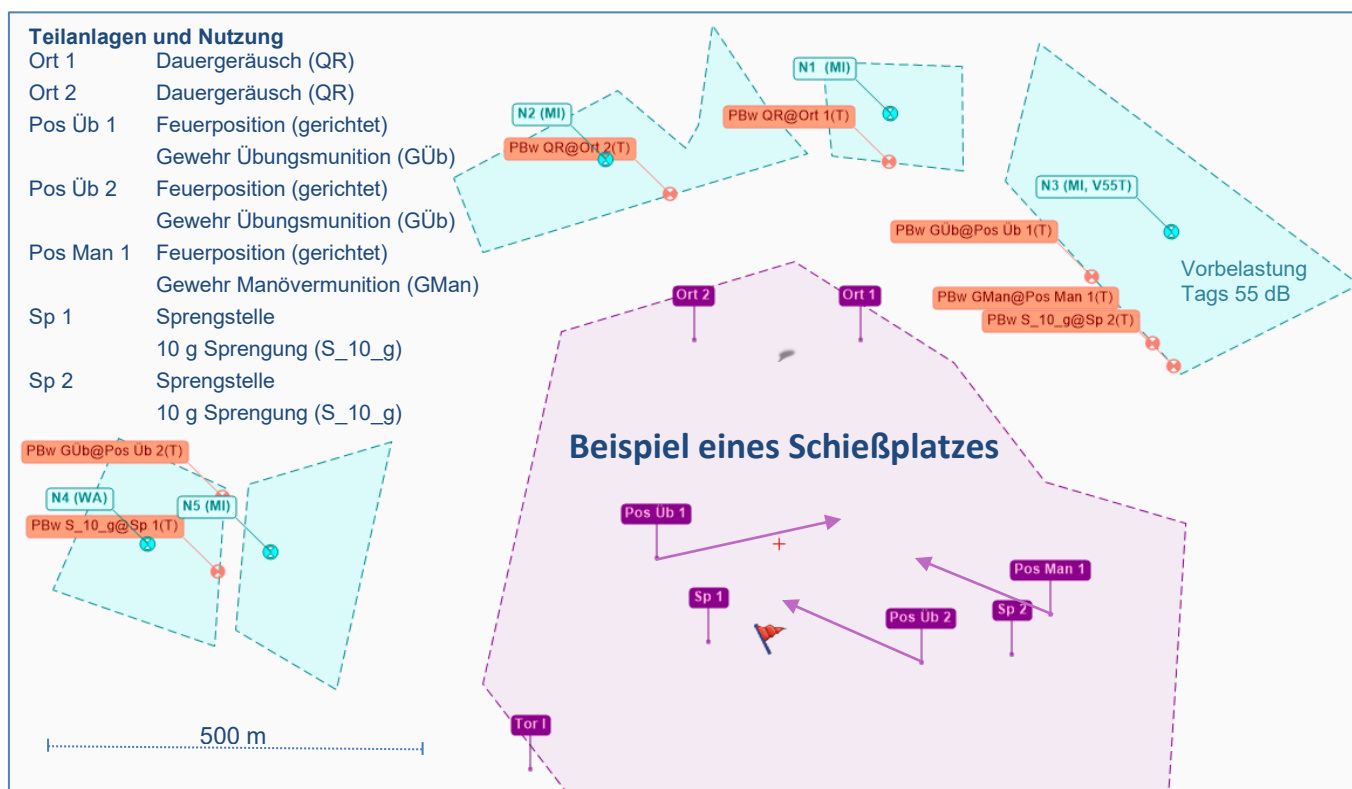 Teilanlagen und Nutzung
Ort 1 Dauergeräusch (QR)
Ort 2 Dauergeräusch (QR)
Pos Üb 1 Feuerposition (gerichtet)
Gewehr Übungsmunition (GÜb)
Pos Üb 2 Feuerposition (gerichtet)
Gewehr Übungsmunition (GÜb)
Pos Man 1 Feuerposition (gerichtet)
Gewehr Manövermunition (GMan)
Sp 1 Sprengstelle
10 g Sprengung (S_10_g)
Sp 2 Sprengstelle
10 g Sprengung (S_10_g)
N1 (MI)
N2 (MI)
PBw QR@Ort 1(T)
PBw QR@Ort 2(T)
N3 (MI, V55T)
PBw GÜb@Pos Üb 1(T)
Vorbelastung
Tags 55 dB
PBw GMan@Pos Man 1(T)
PBw S_10_g@Sp 2(T)
Ort 2
Ort 1
Beispiel eines Schießplatzes
PBw GÜb@Pos Üb 2(T)
N4 (WA)
N5 (MI)
PBw S_10_g@Sp 1(T)
Pos Üb 1
Pos Man 1
Sp 1
Sp 2
Pos Üb 2
Tor I
500 m